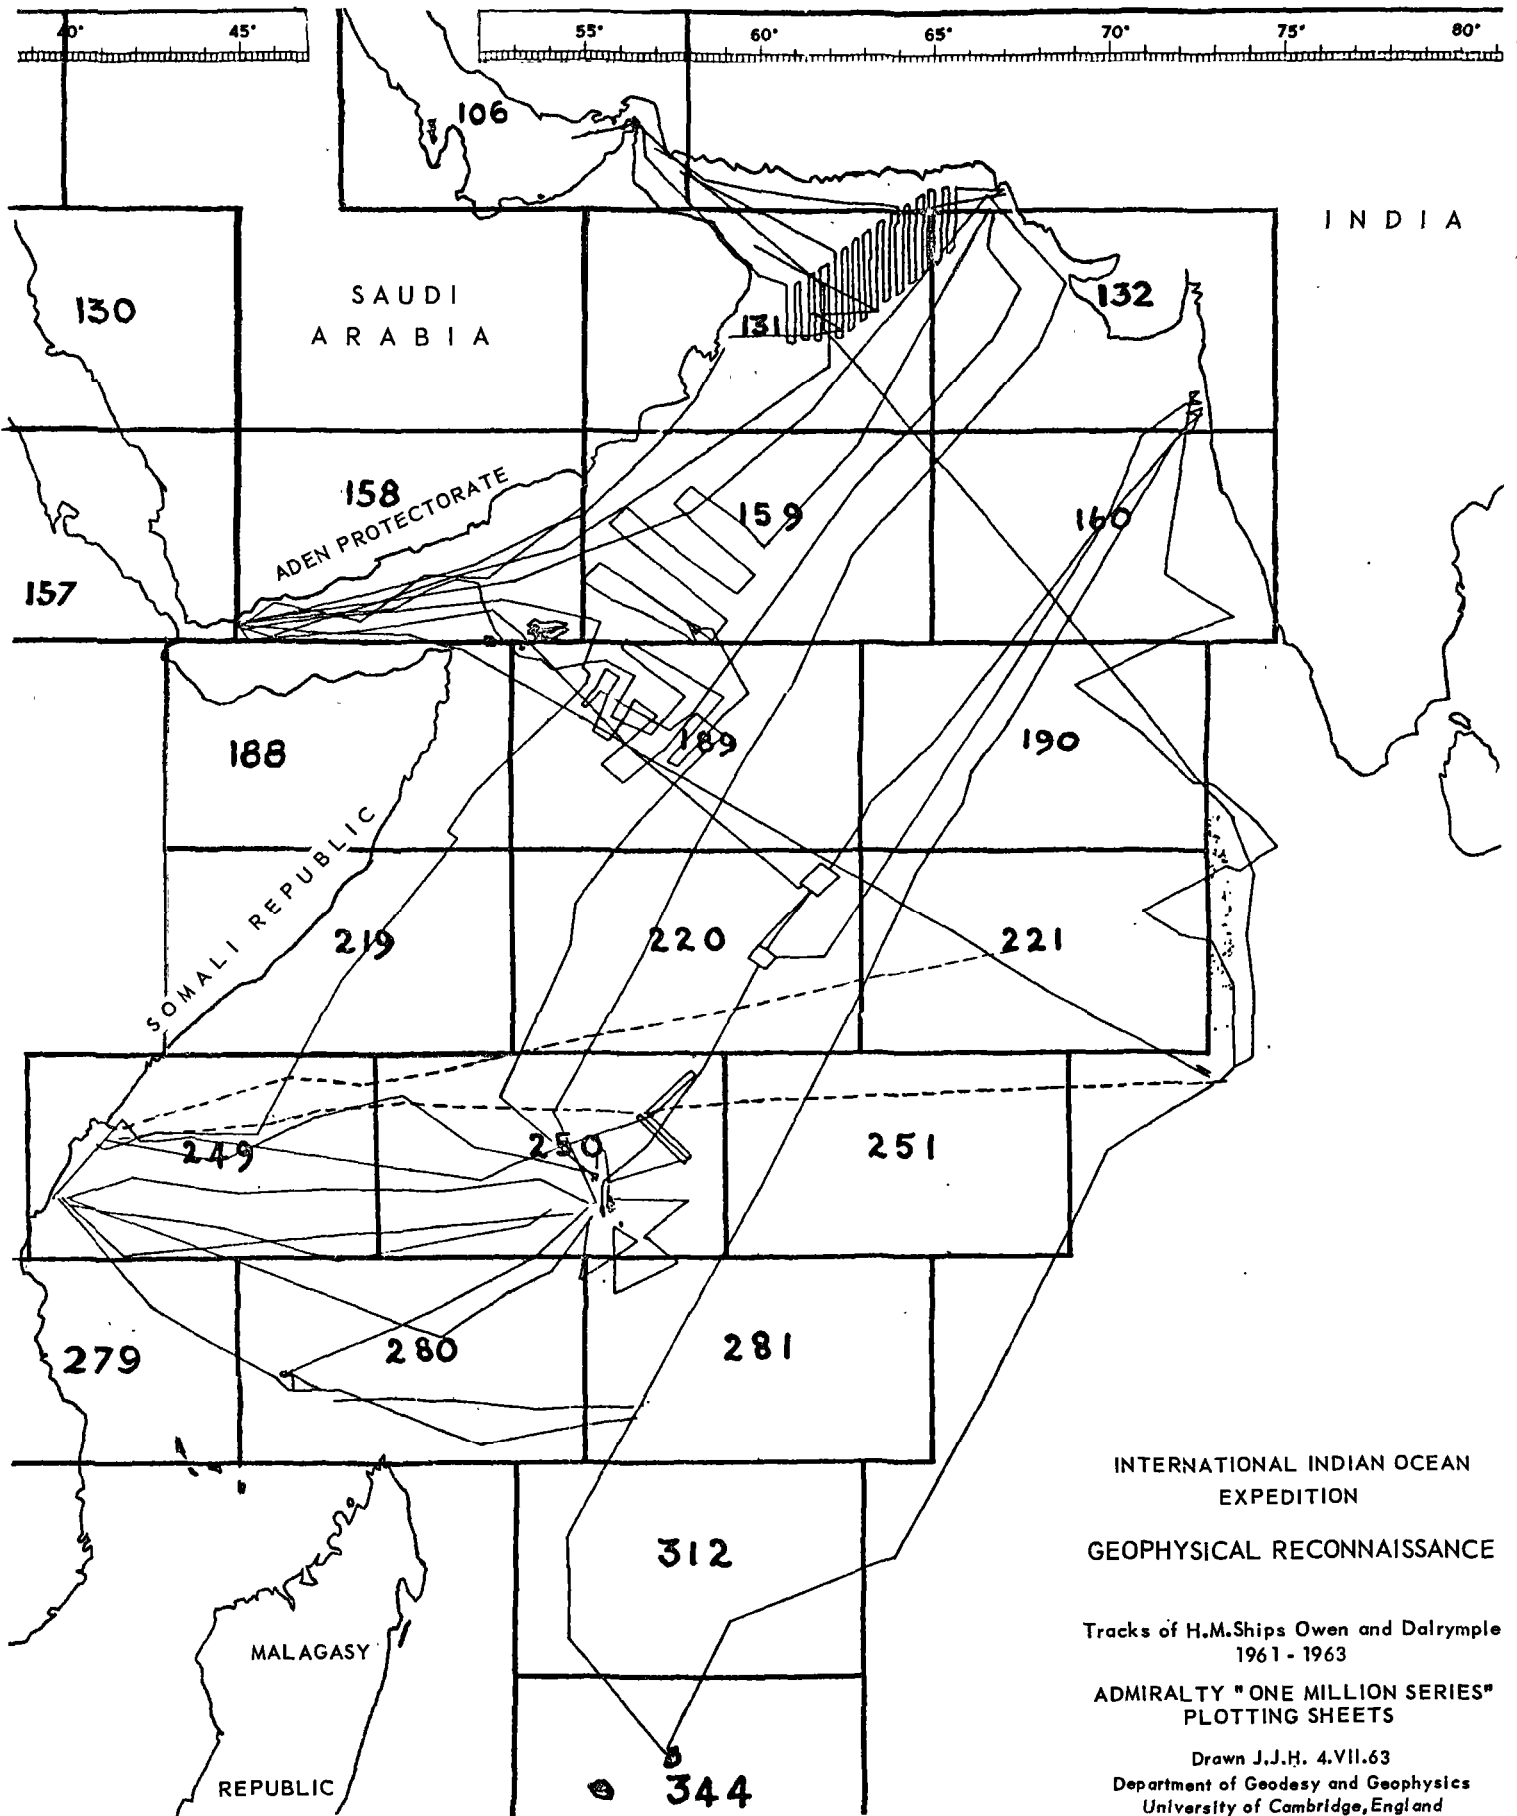 40° 45° 55° 60° 65° 70° 75° 80°
106
INDIA
130
SAUDI
ARABIA
131
132
158
ADEN PROTECTORATE
159
160
157
188
189
190
SOMALI REPUBLIC
219
220
221
249
250
251
279
280
281
312
MALAGASY
REPUBLIC
344
INTERNATIONAL INDIAN OCEAN
EXPEDITION
GEOPHYSICAL RECONNAISSANCE
Tracks of H.M.Ships Owen and Dalrymple
1961 - 1963
ADMIRALTY "ONE MILLION SERIES"
PLOTTING SHEETS
Drawn J.J.H. 4.VII.63
Department of Geodesy and Geophysics
University of Cambridge, England